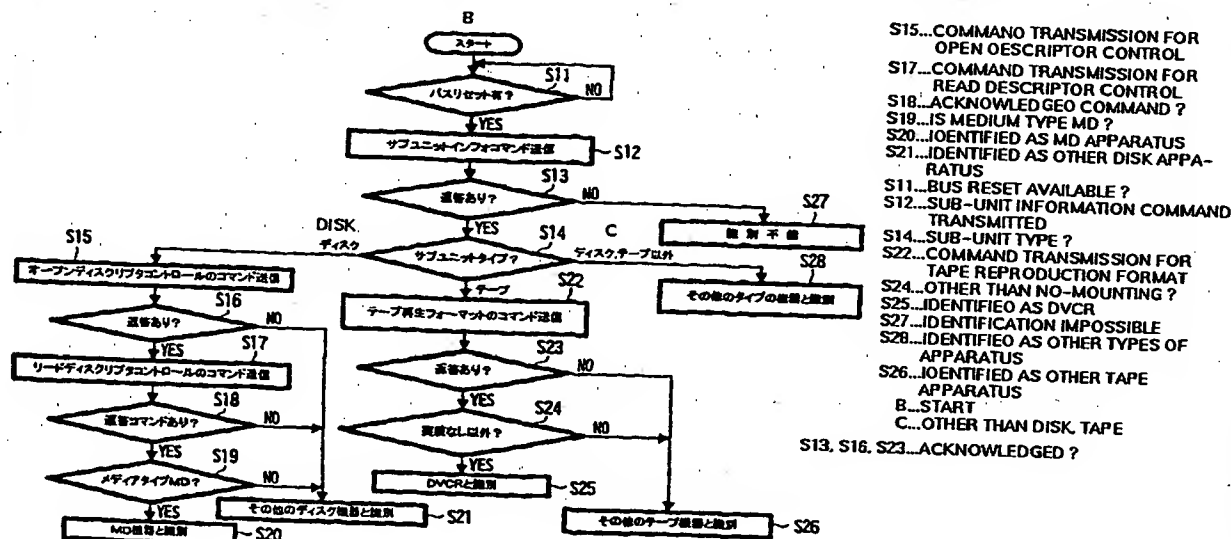 B
スタート
S11
バスリセット有?
NO
YES
サブユニットインフォコマンド送信
S12
S13
返答あり?
NO
S27
識別不能
YES
DISK
ディスク
C
S14
サブユニットタイプ?
ディスク,テープ以外
S28
その他のタイプの機器と識別
S15
オープンディスクリプタコントロールのコマンド送信
テープ
S22
テープ再生フォーマットのコマンド送信
S16
返答あり?
NO
YES
S17
リードディスクリプタコントロールのコマンド送信
S23
返答あり?
NO
YES
S18
返答コマンドあり?
NO
YES
S24
実装なし以外?
NO
YES
S19
メディアタイプMD?
NO
YES
DVCRと識別
S25
その他のディスク機器と識別
S21
その他のテープ機器と識別
S26
MD機器と識別
S20
S15...COMMANO TRANSMISSION FOR
OPEN OESCRIPTOR CONTROL
S17...COMMAND TRANSMISSION FOR
READ DESCRIPTOR CONTROL
S18...ACKNOWLEDGEO COMMAND ?
S19...IS MEDIUM TYPE MD ?
S20...IOENTIFIED AS MD APPARATUS
S21...IDENTIFIED AS OTHER DISK APPA-
RATUS
S11...BUS RESET AVAILABLE ?
S12...SUB-UNIT INFORMATION COMMAND
TRANSMITTED
S14...SUB-UNIT TYPE ?
S22...COMMAND TRANSMISSION FOR
TAPE REPRODUCTION FORMAT
S24...OTHER THAN NO-MOUNTING ?
S25...IDENTIFIEO AS DVCR
S27...IDENTIFICATION IMPOSSIBLE
S28...IDENTIFIEO AS OTHER TYPES OF
APPARATUS
S26...IOENTIFIED AS OTHER TAPE
APPARATUS
B...START
C...OTHER THAN DISK, TAPE
S13, S16, S23...ACKNOWLEDGED ?